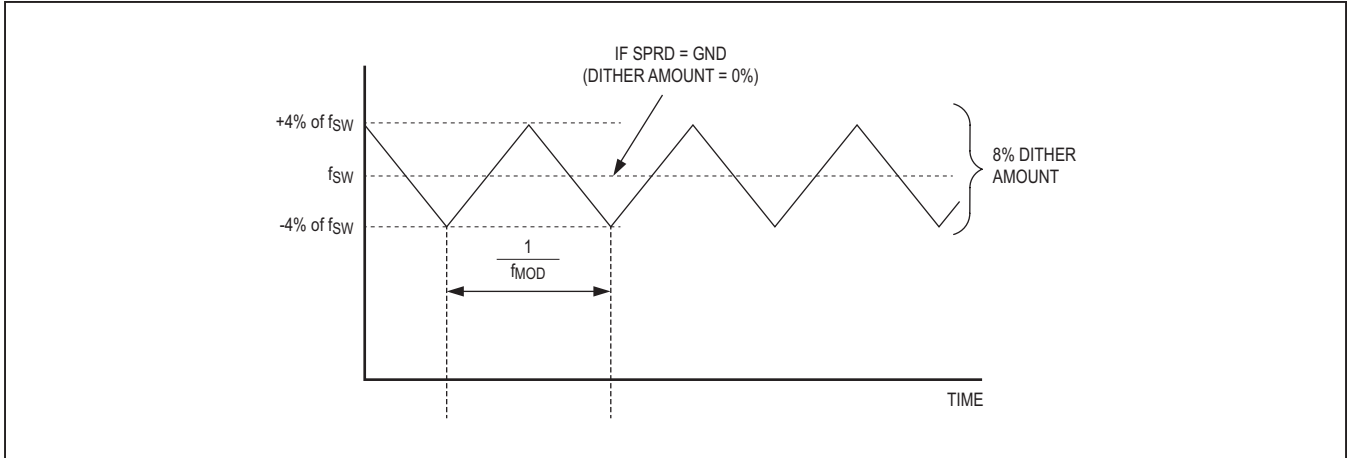 IF SPRD = GND
(DITHER AMOUNT = 0%)
+4% of fSW
fSW
-4% of fSW
8% DITHER
AMOUNT
1
fMOD
TIME